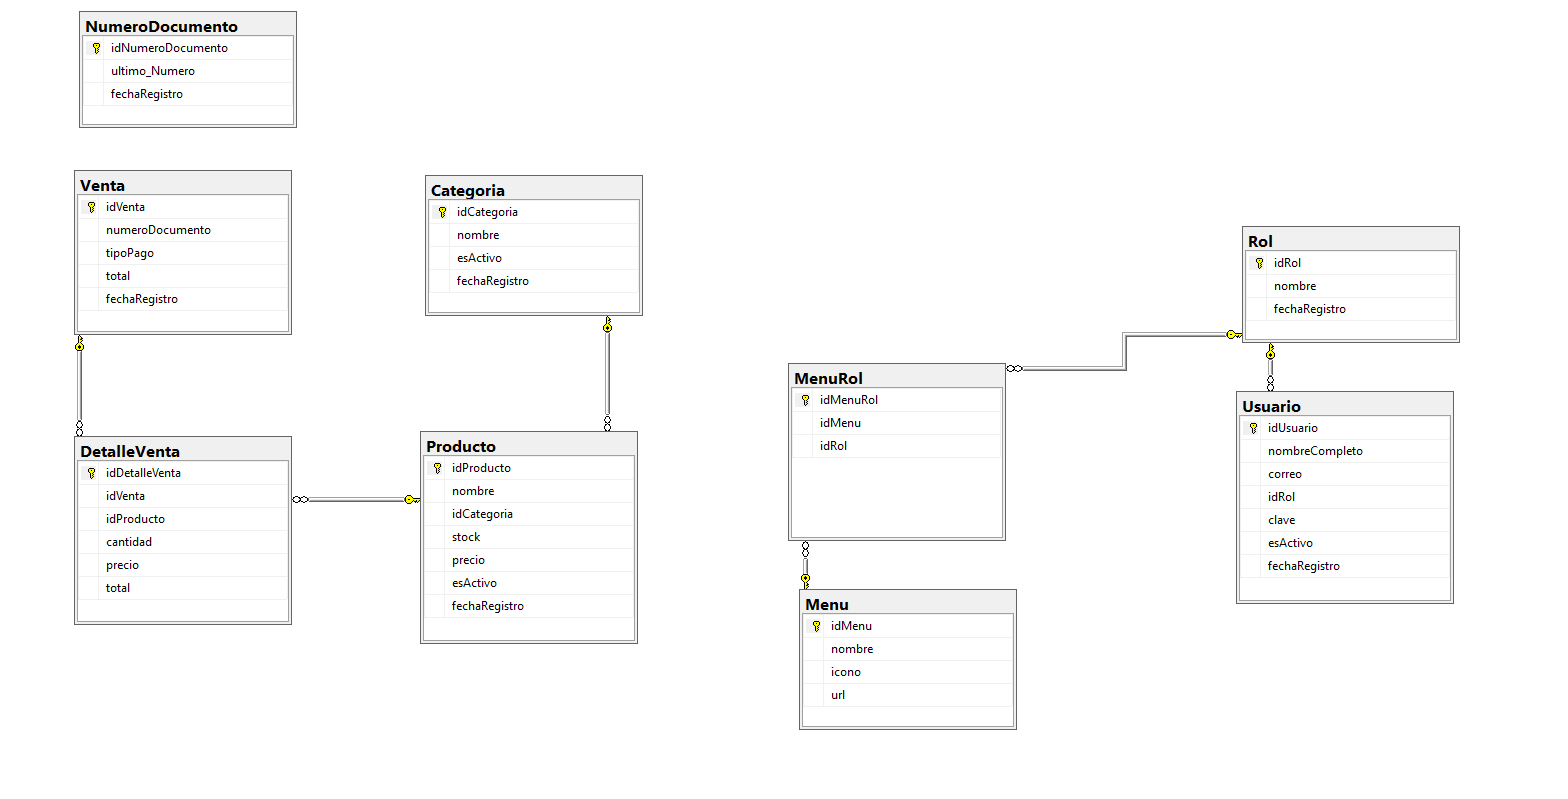 NumeroDocumento
idNumeroDocumento
ultimo_Numero
fechaRegistro
Venta
idVenta
numeroDocumento
tipoPago
total
fechaRegistro
Categoria
idCategoria
nombre
esActivo
fechaRegistro
DetalleVenta
idDetalleVenta
idVenta
idProducto
cantidad
precio
total
Producto
idProducto
nombre
idCategoria
stock
precio
esActivo
fechaRegistro
MenuRol
idMenuRol
idMenu
idRol
Menu
idMenu
nombre
icono
url
Rol
idRol
nombre
fechaRegistro
Usuario
idUsuario
nombreCompleto
correo
idRol
clave
esActivo
fechaRegistro